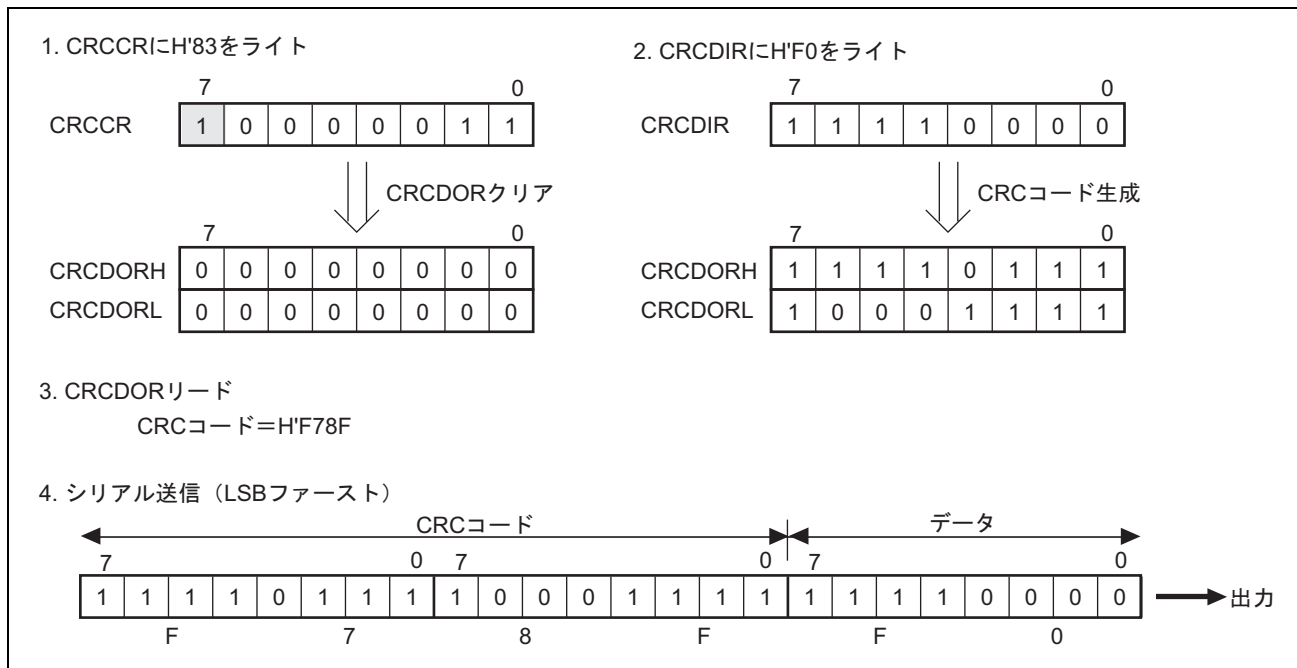 1. CRCCRにH'83をライト
7 0
CRCCR 1 0 0 0 0 0 1 1
CRCDORクリア
7 0
CRCDORH 0 0 0 0 0 0 0 0
CRCDORL 0 0 0 0 0 0 0 0
2. CRCDIRにH'F0をライト
7 0
CRCDIR 1 1 1 1 0 0 0 0
CRCコード生成
7 0
CRCDORH 1 1 1 1 0 1 1 1
CRCDORL 1 0 0 0 1 1 1 1
3. CRCDORリード
CRCコード＝H'F78F
4. シリアル送信（LSBファースト）
CRCコード データ
7 0 7 0 7 0
1 1 1 1 0 1 1 1 1 0 0 0 1 1 1 1 1 1 1 1 0 0 0 0 出力
F 7 8 F F 0